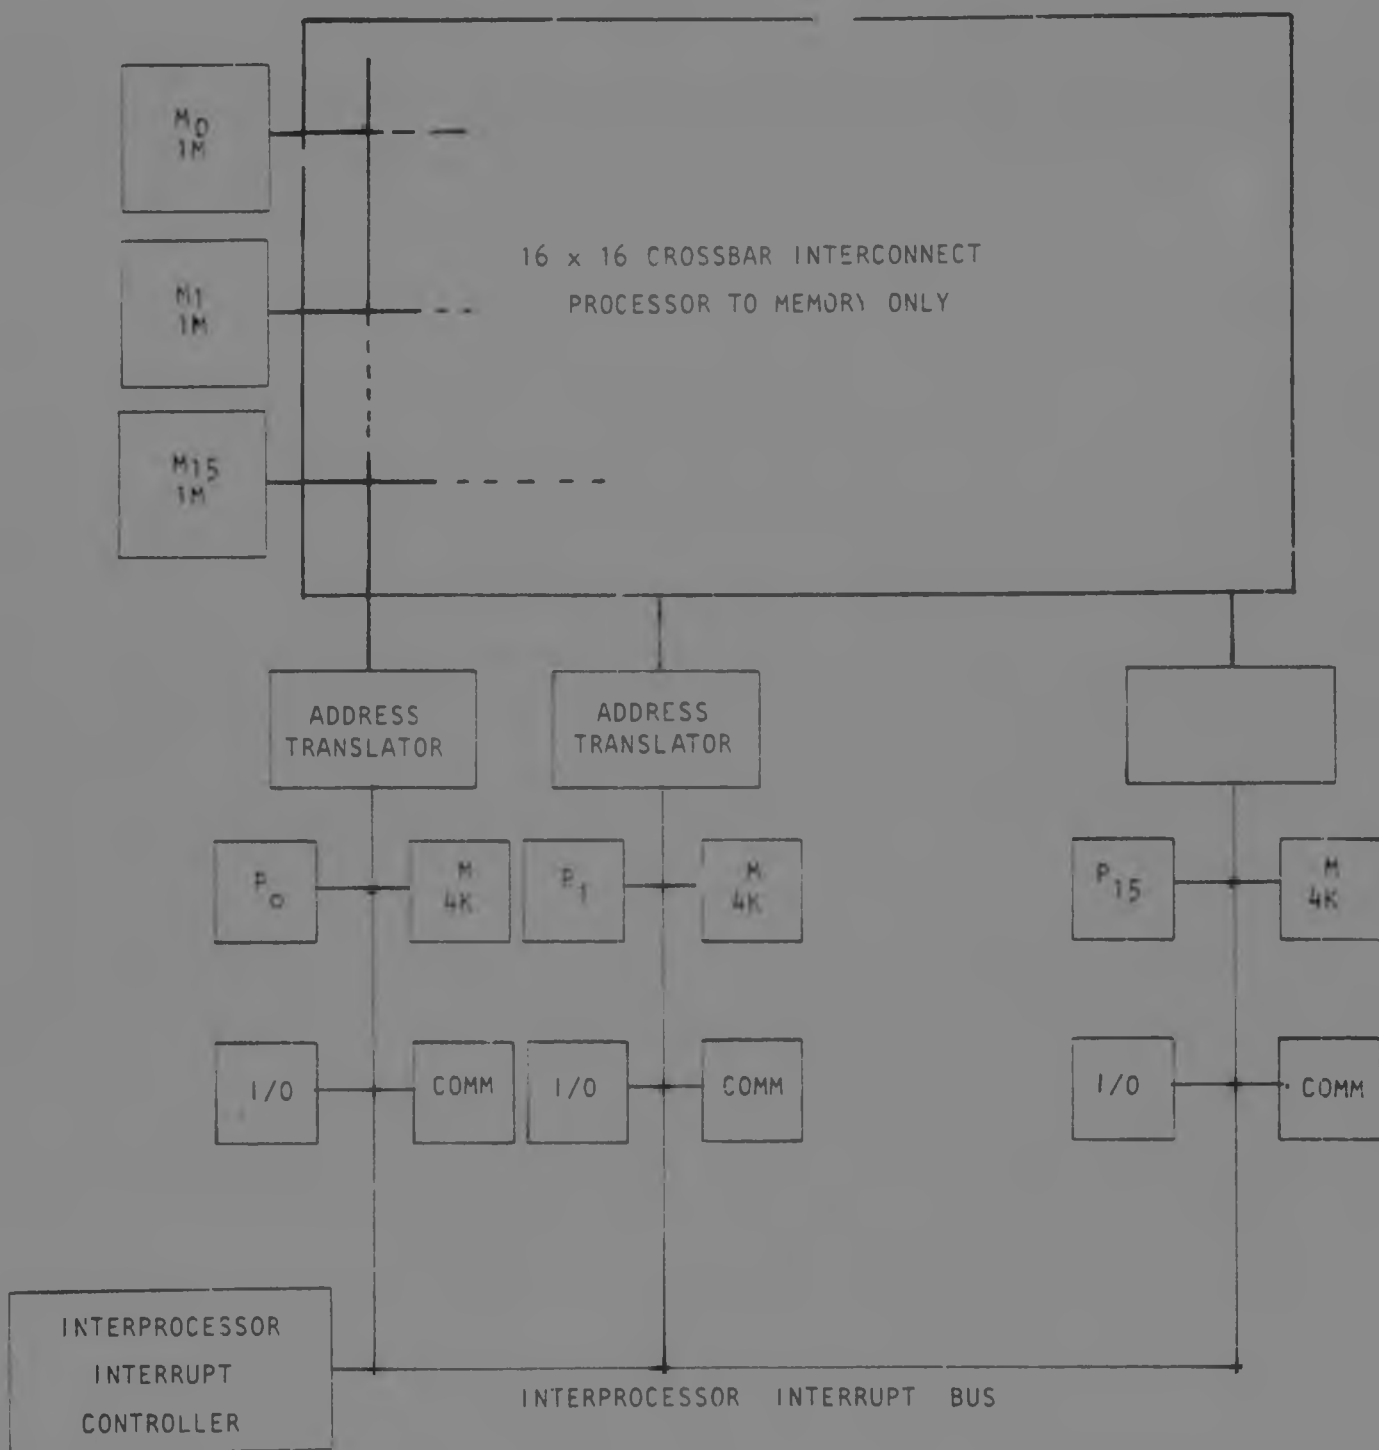 M0
1M
16 x 16 CROSSBAR INTERCONNECT
PROCESSOR TO MEMORY ONLY
M1
1M
M15
1M
ADDRESS
TRANSLATOR
ADDRESS
TRANSLATOR
P0
M
4K
P1
M
4K
P15
M
4K
I/O
COMM
I/O
COMM
I/O
COMM
INTERPROCESSOR
INTERRUPT
CONTROLLER
INTERPROCESSOR INTERRUPT BUS